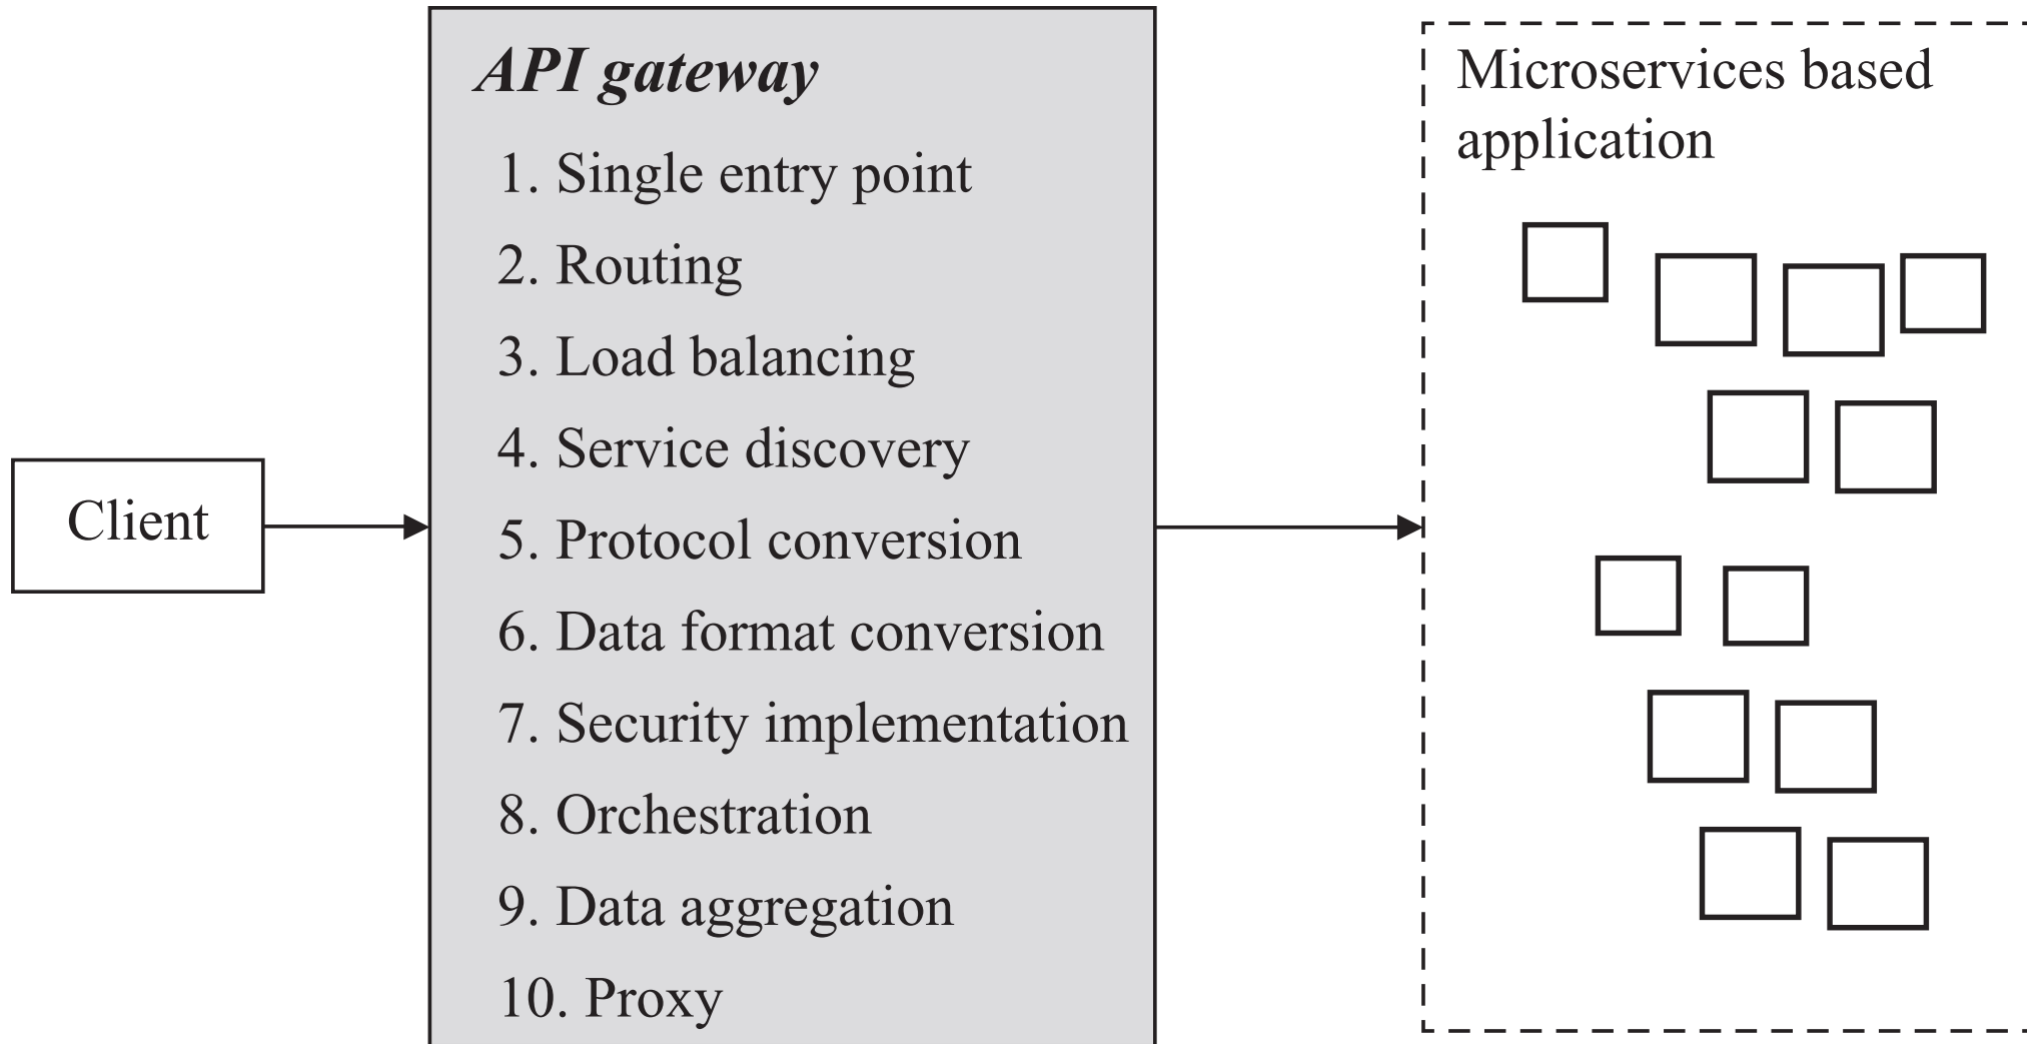 API gateway
1. Single entry point
2. Routing
3. Load balancing
4. Service discovery
5. Protocol conversion
6. Data format conversion
7. Security implementation
8. Orchestration
9. Data aggregation
10. Proxy
Client
Microservices based
application